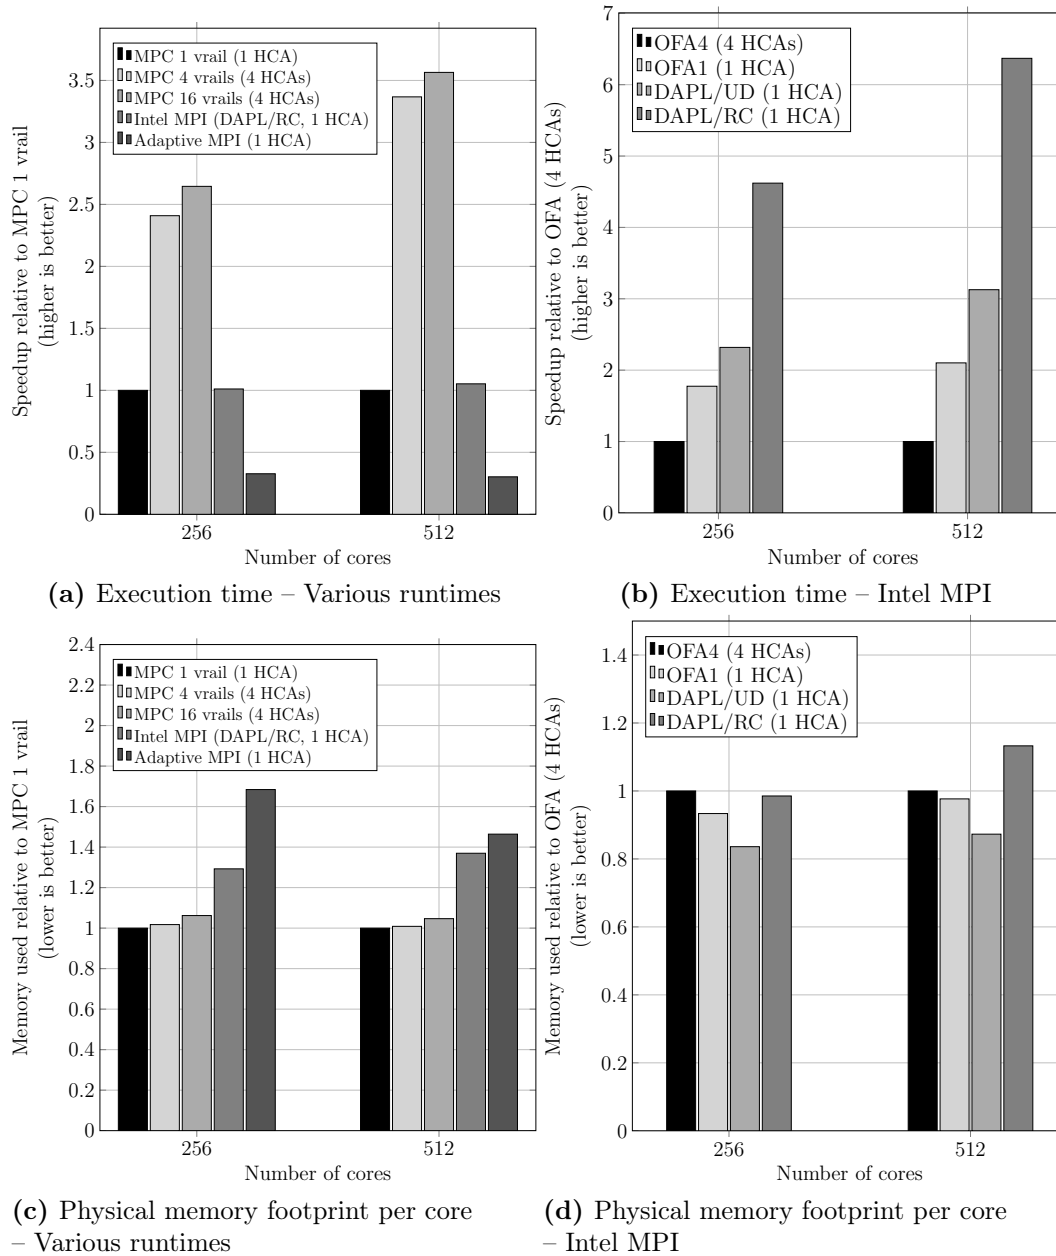 Speedup relative to MPC 1 vrail
(higher is better)
3.5
3
2.5
2
1.5
1
0.5
0
MPC 1 vrail (1 HCA)
MPC 4 vrails (4 HCAs)
MPC 16 vrails (4 HCAs)
Intel MPI (DAPL/RC, 1 HCA)
Adaptive MPI (1 HCA)
256
512
Number of cores
(a) Execution time – Various runtimes
Speedup relative to OFA (4 HCAs)
(higher is better)
7
6
5
4
3
2
1
0
OFA4 (4 HCAs)
OFA1 (1 HCA)
DAPL/UD (1 HCA)
DAPL/RC (1 HCA)
256
512
Number of cores
(b) Execution time – Intel MPI
Memory used relative to MPC 1 vrail
(lower is better)
2.4
2.2
2
1.8
1.6
1.4
1.2
1
0.8
0.6
0.4
0.2
0
MPC 1 vrail (1 HCA)
MPC 4 vrails (4 HCAs)
MPC 16 vrails (4 HCAs)
Intel MPI (DAPL/RC, 1 HCA)
Adaptive MPI (1 HCA)
256
512
Number of cores
(c) Physical memory footprint per core
– Various runtimes
Memory used relative to OFA (4 HCAs)
(lower is better)
1.4
1.2
1
0.8
0.6
0.4
0.2
0
OFA4 (4 HCAs)
OFA1 (1 HCA)
DAPL/UD (1 HCA)
DAPL/RC (1 HCA)
256
512
Number of cores
(d) Physical memory footprint per core
– Intel MPI